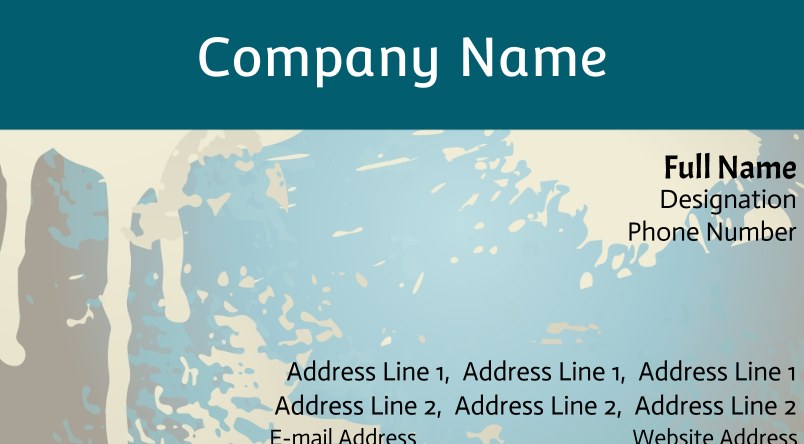 Company Name
Full Name
Designation
Phone Number
Address Line 1, Address Line 1, Address Line 1
Address Line 2, Address Line 2, Address Line 2
E-mail Address Website Address